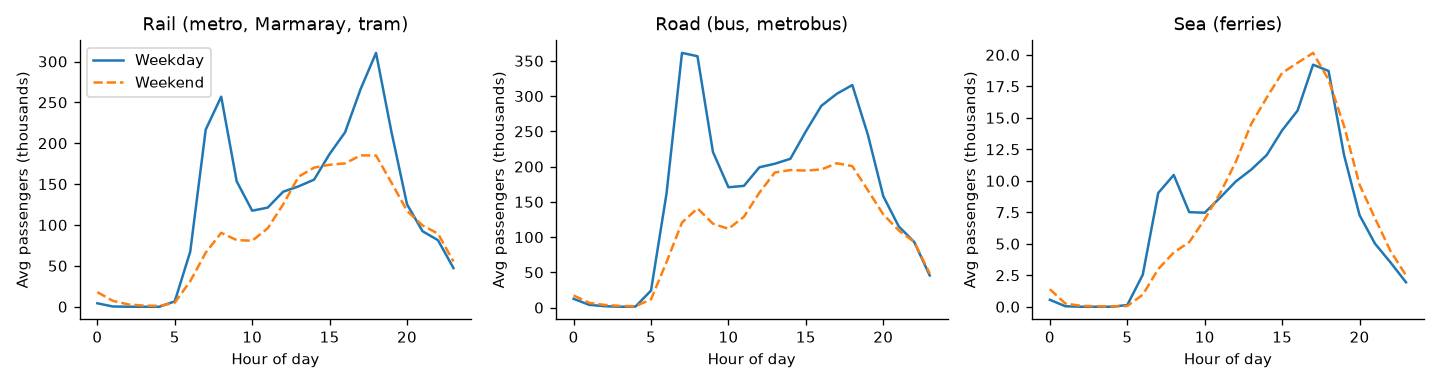 Rail (metro, Marmaray, tram)
Weekday
Weekend
Avg passengers (thousands)
300
250
200
150
100
50
0
0 5 10 15 20
Hour of day
Road (bus, metrobus)
Avg passengers (thousands)
350
300
250
200
150
100
50
0
0 5 10 15 20
Hour of day
Sea (ferries)
Avg passengers (thousands)
20.0
17.5
15.0
12.5
10.0
7.5
5.0
2.5
0.0
0 5 10 15 20
Hour of day